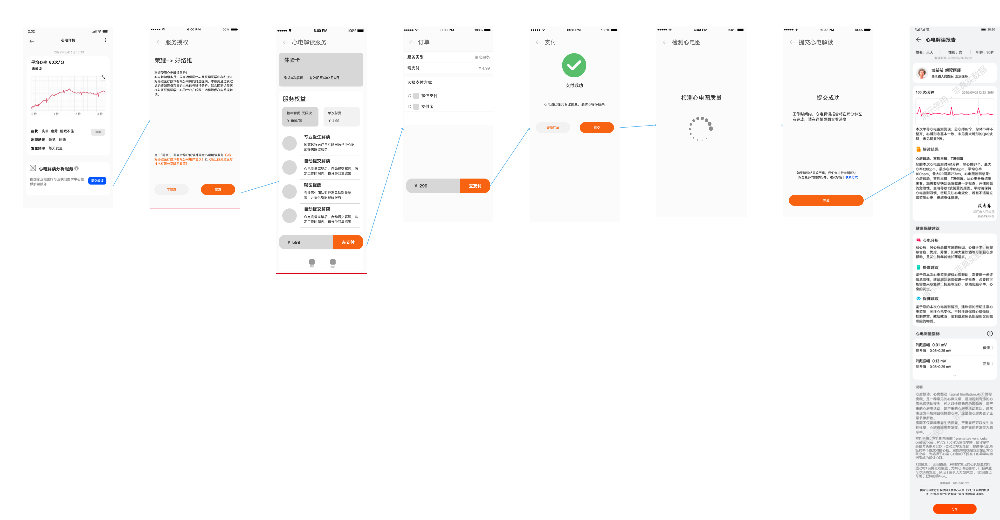 2:32
心电详情
2022年5月13日 15:29
平均心率 80次/分
未解读
0秒 1秒 2秒 3秒
症状 头晕 疲劳 睡眠不佳
编辑
出现场景 睡觉 运动
发生频率 每天发生
心电解读分析服务
由国家远程医疗与互联网医学中心提
供解读服务
提交解读
6:00 PM 100%
服务授权
荣耀–> 好络维
欢迎使用心电解读服务!
心电解读服务是由国家远程医疗与互联网医学中心和浙江
好络维医疗技术有限公司共同打造提供。本服务通过获取
您的终端设备采集的心电信号进行分析，联合国家远程医
疗与互联网医学中心的专业在线医生远程提供心电数据解
读。
点击"同意"，即表示您已阅读并同意心电解读服务《浙江
好络维医疗技术有限公司用户协议》及《浙江好络维医疗
技术有限公司隐私政策》
不同意 同意
6:00 PM 100%
心电解读服务
体验卡
剩余6次解读 有效期至X年X月X日
服务权益
包年套餐·无限次
¥ 599/年
单次付费
¥ 4.99
专业医生解读
国家远程医疗与互联网医学中心医
师提供解读服务
自动提交解读
心电测量完毕后，自动提交解读，法
定工作时间内，15分钟回复结果
就医提醒
专业医生团队监控高风险测量结
果，并提供就医提醒服务
自动提交解读
心电测量完毕后，自动提交解读，法
定工作时间内，15分钟回复结果
¥ 599 去支付
服务 我的
6:00 PM 100%
订单
服务类型 单次服务
需支付 ¥4.99
选择支付方式
微信支付
支付宝
¥ 299 去支付
6:00 PM 100%
支付
支付成功
心电图已提交专业医生，请耐心等待结果
查看订单 提交
6:00 PM 100%
检测心电图
检测心电图质量
6:00 PM 100%
提交心电解读
提交成功
工作时间内，心电解读报告将在15分钟左
右完成，请在详情页面查看进度
如果解读结果较严重，我们会进行电话回访，
给您更多的健康指导。建议您留下联系方式
完成
20:30
心电解读报告
姓名：天天 性别：女 年龄：36岁
解读时间 2020/09/26 15:22
武希希 解读医师
浙江省人民医院 主治医师
100 次/分钟 2020/09/21 12:23 30秒
演示使用，非真实数据
本次单导心电监测发现：总心搏87个，总体节律不
整齐，心搏形态基本一致，未见宽大畸形的QRS波
群，未见明显P波。
解读结果
心房颤动、室性早搏、T波倒置
您的本次心电监测时间1分钟，总心搏87个，最大
心率128bpm，最小心率85bpm，平均心率
100bpm，最大RR间期757ms，心电图监测结果：
心房颤动，室性早搏，T波倒置。从心电分析结果
来看，您需要尽快到医院做进一步检查，评估房颤
的危险性，查明导致T波倒置的原因。平时请保持
心电监测习惯，密切关注心电变化，若有不适请立
即监测心电，祝您身体健康。
武希希
浙江省人民医院
2020年9月4日
健康保健建议
心电分析
冠心病，风心病是最常见的病因，心脏手术、病窦
综合症、忧虑、劳累、长期大量饮酒等可引起心房
颤动，且发生随年龄增长而增多。
处置建议
鉴于您本次心电监测疑似心房颤动，需要进一步评
估危险性，建议您到医院做进一步检查，必要时可
能需要采取复律、抗凝等治疗，以预防脑卒中、心
衰的发生。
演示使用，非真实数据
保健建议
鉴于您的本次心电监测情况，建议您的密切注意心
电监测，关注心电变化。平时注意保持心情愉快，
控制体重，戒烟戒酒，限制或避免长期服用含用咖
啡因的物质。
心电测量指标
P波振幅 0.01 mV
参考值：0.05-0.25 mV
偏低
P波振幅 0.13 mV
参考值：0.05-0.25 mV
正常
说明
心房颤动：心房颤动（atrial fibrillation,AF）简称
房颤，是一种常见的心律失常，是指规则有序的心
房电活动丧失，代之以快速无序的颤动波，是严
重的心房电活动，是严重的心房电活动紊乱。通常
表现为不规则且很快的心率，这是由心房失去了正
常节律所致。
房颤不仅影响患者生活质量，严重者还可以发生血
栓栓塞、心脏衰竭等并发症，最严重的并发症为脑
卒中。
演示使用，非真实数据
室性早搏：室性期前收缩（premature ventricular
contractions，PVCs）又称为室性早搏，简称室早，
是指希氏束分叉以下部位过早发生的，提前使心肌除
极的单个或成对的心搏。室性期前收缩发生在正常心
跳之前，为起源于心室（心脏的下腔室）的异常电激
活引起的额外心跳。
T波倒置：T波倒置是一种临床常见的心肌缺血的病，
运动时T波更低或倒置，尤其心动过速时，口服钾盐
可以预防发生，多见于瘦长无力型体型，T波倒置也
可见于肥胖的青年人。
服务电话：400-0785-120
国家远程医疗与互联网医学中心及中日友好医院共同提供
浙江好络维医疗技术有限公司提供数据处理服务
分享